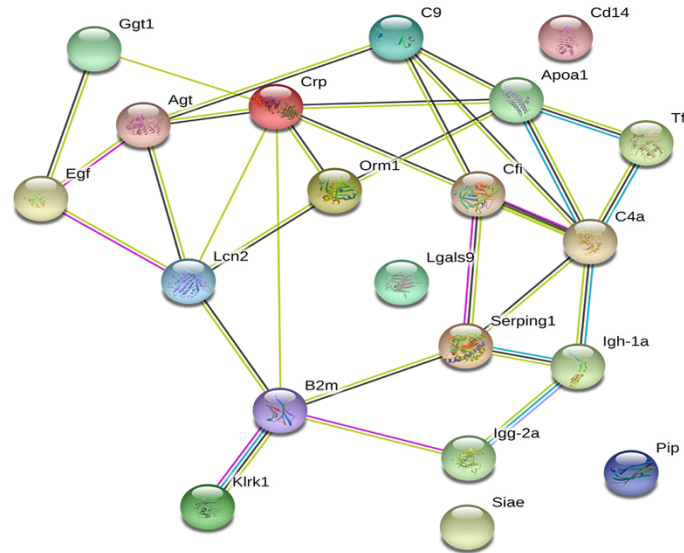 Ggt1
C9
Cd14
Apoa1
Crp
Agt
Tf
Egf
Orm1
Cfi
C4a
Lcn2
Lgals9
Serping1
Igh-1a
B2m
Igg-2a
Pip
Klrk1
Siae